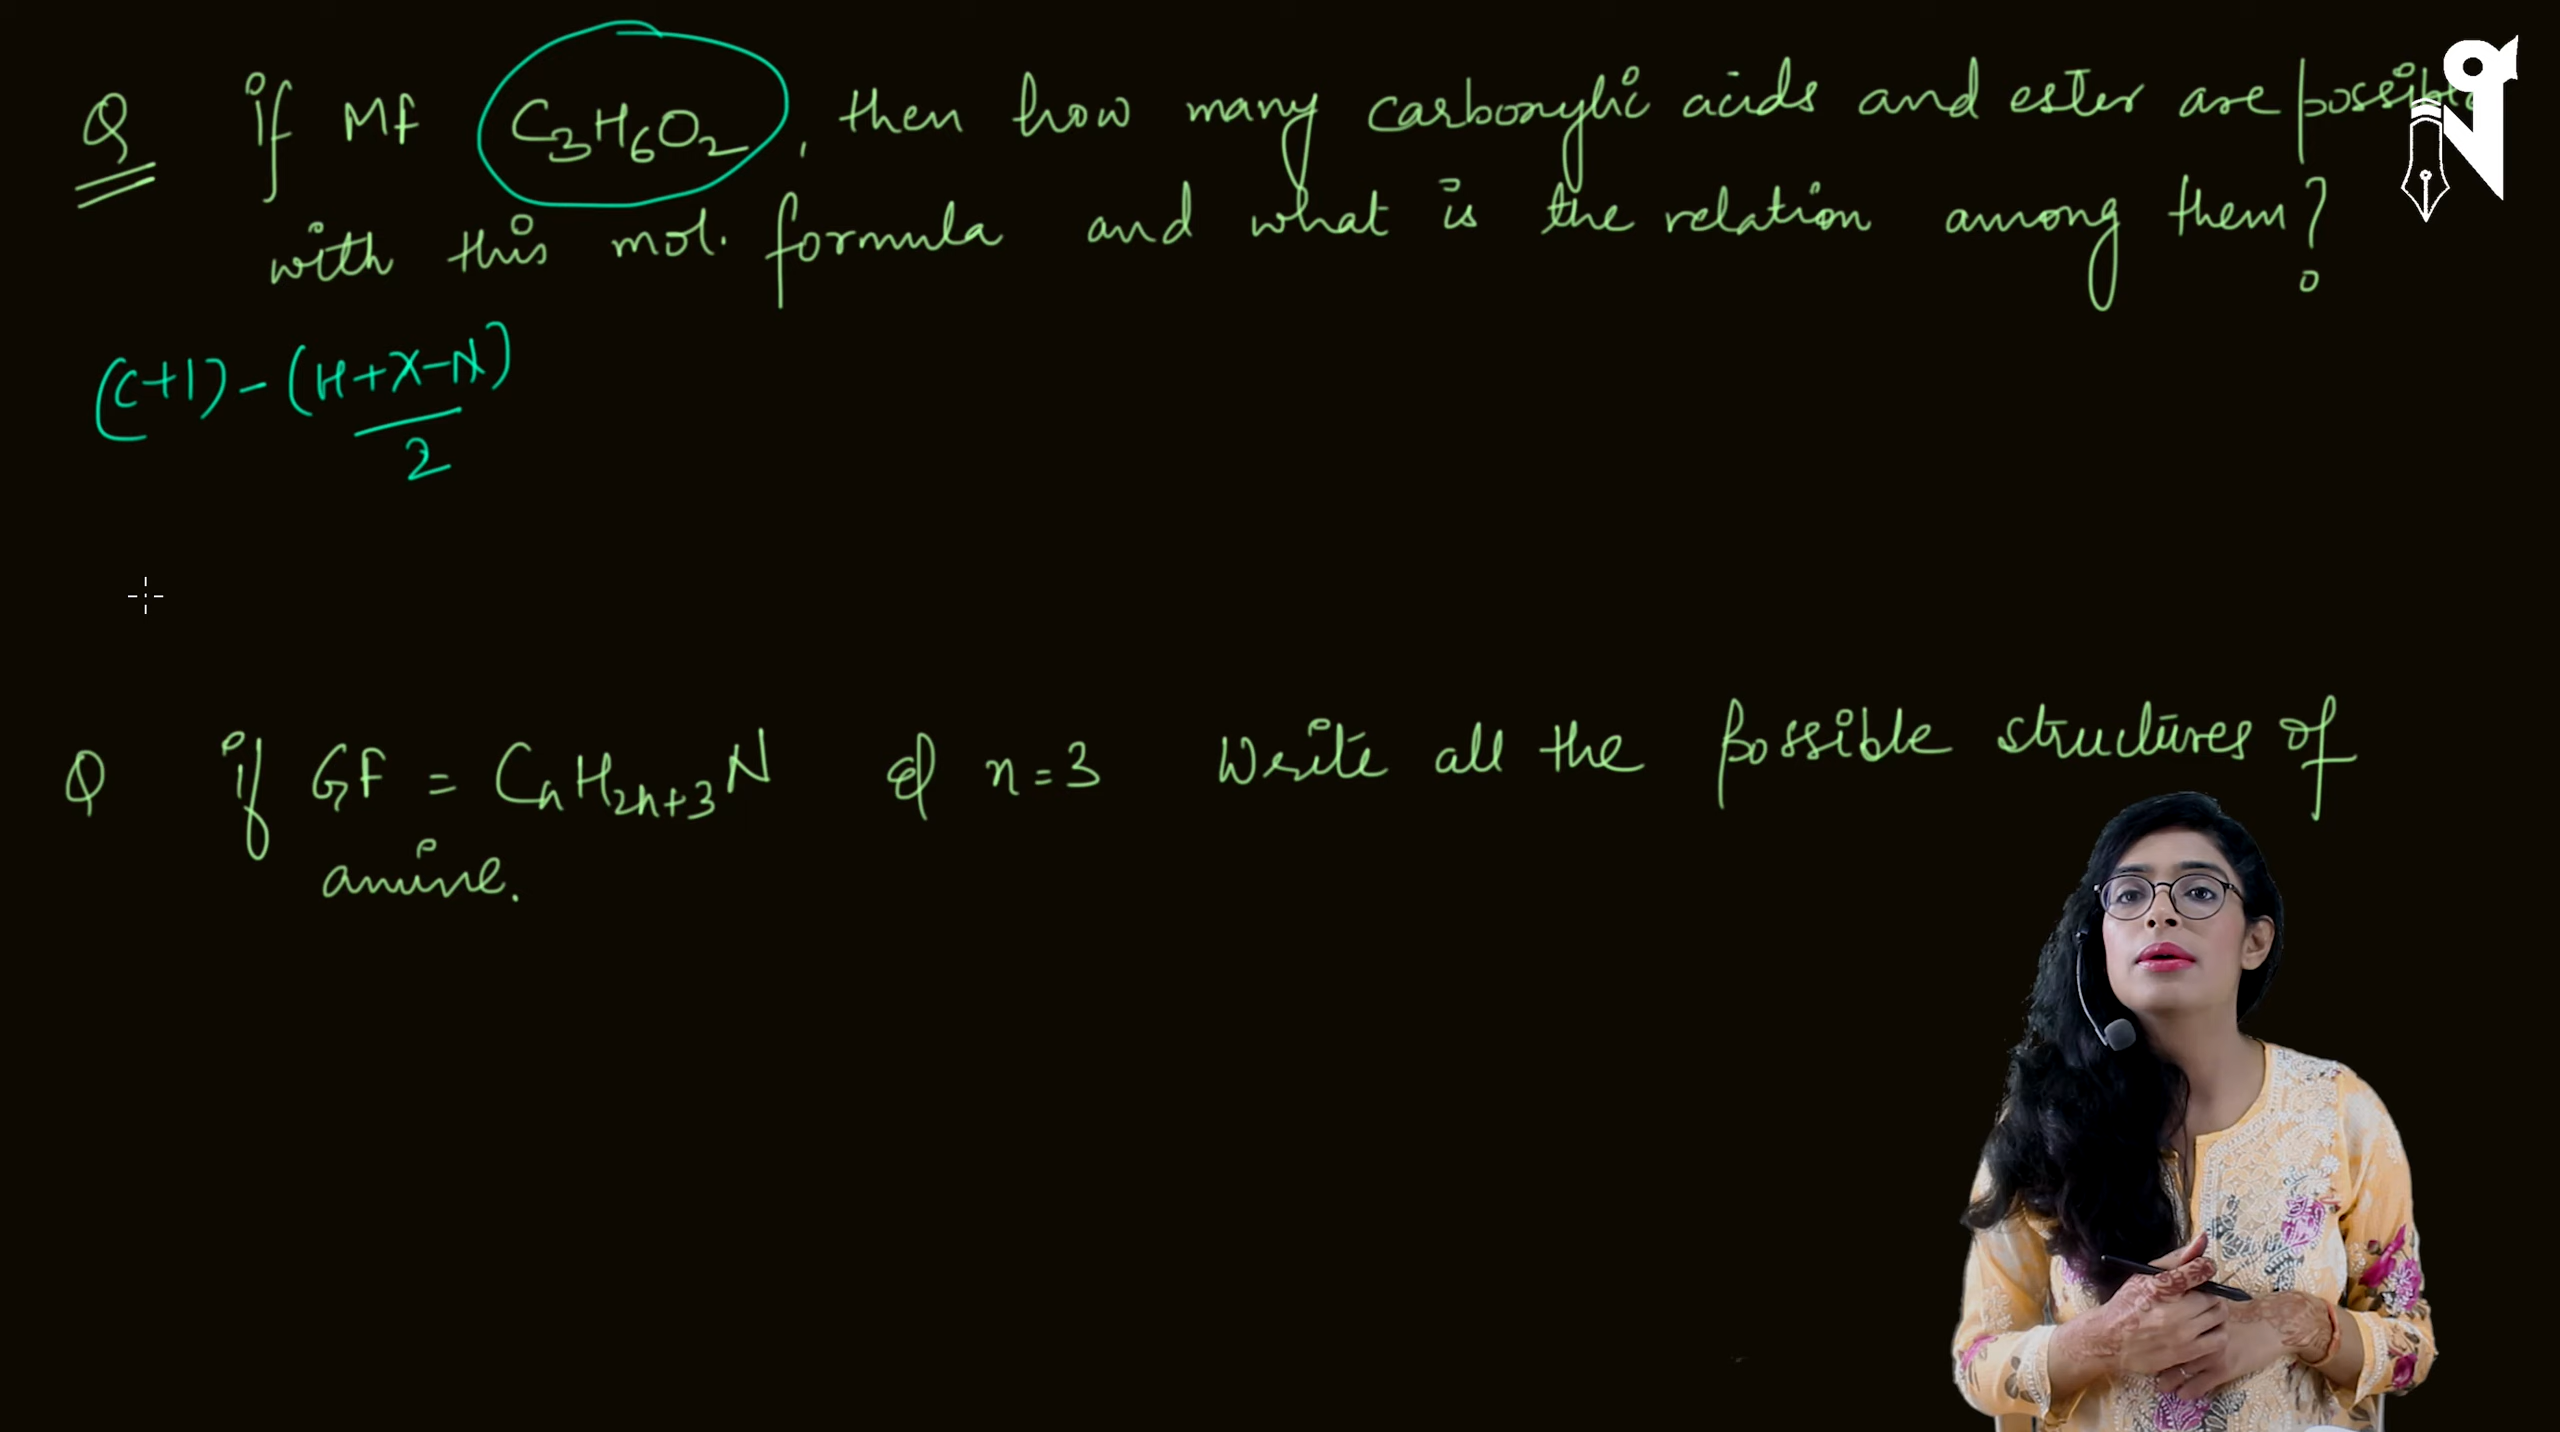 Q if Mf C₃H₆O₂, then how many carboxylic acids and ester are possible
with this mol. formula and what is the relation among them?
(C+1) - (H+X-N)
2
Q if GF = CₙH₂ₙ₊₃N & n = 3 Write all the possible structures of
amine.